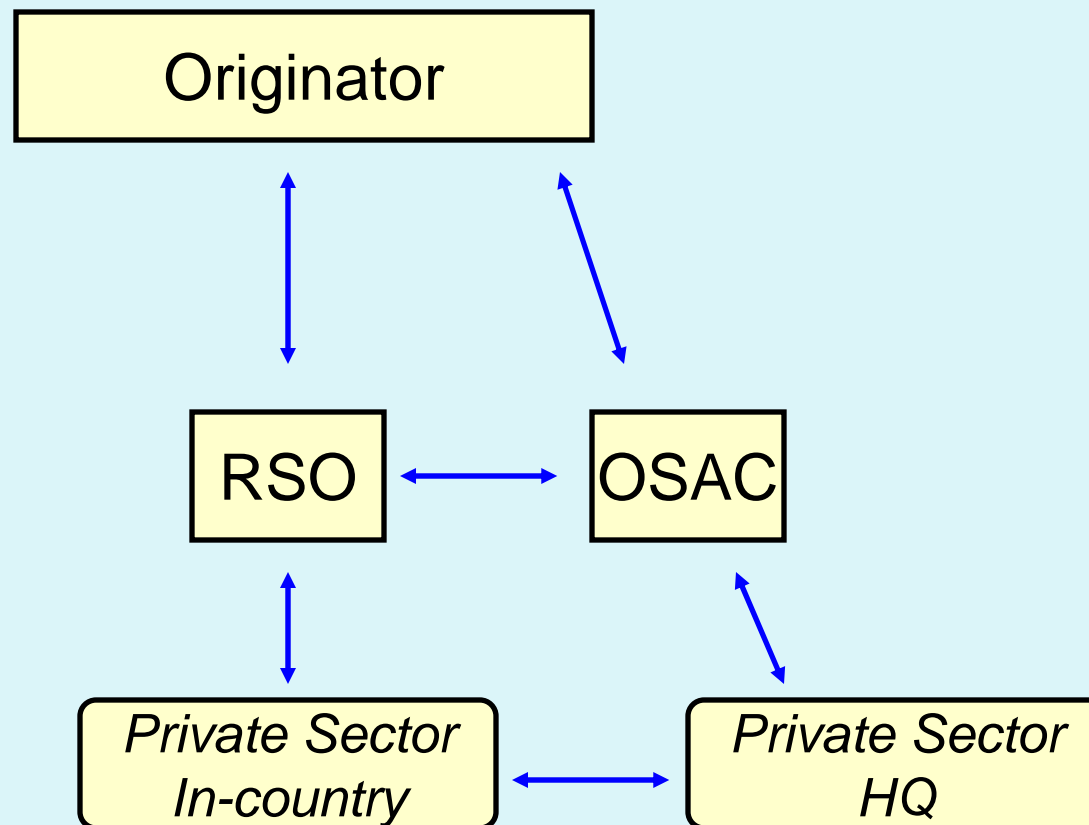 Originator
RSO
OSAC
Private Sector
In-country
Private Sector
HQ